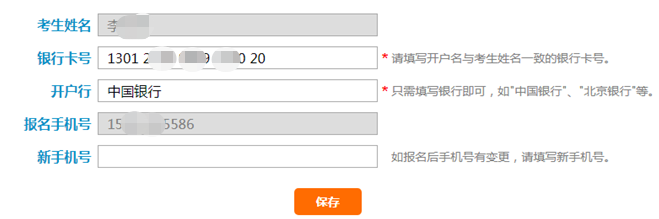 考生姓名 李
银行卡号 1301 2 9 0 20 * 请填写开户名与考生姓名一致的银行卡号。
开户行 中国银行 * 只需填写银行即可，如"中国银行"、"北京银行"等。
报名手机号 15 5586
新手机号 如报名后手机号有变更，请填写新手机号。
保存